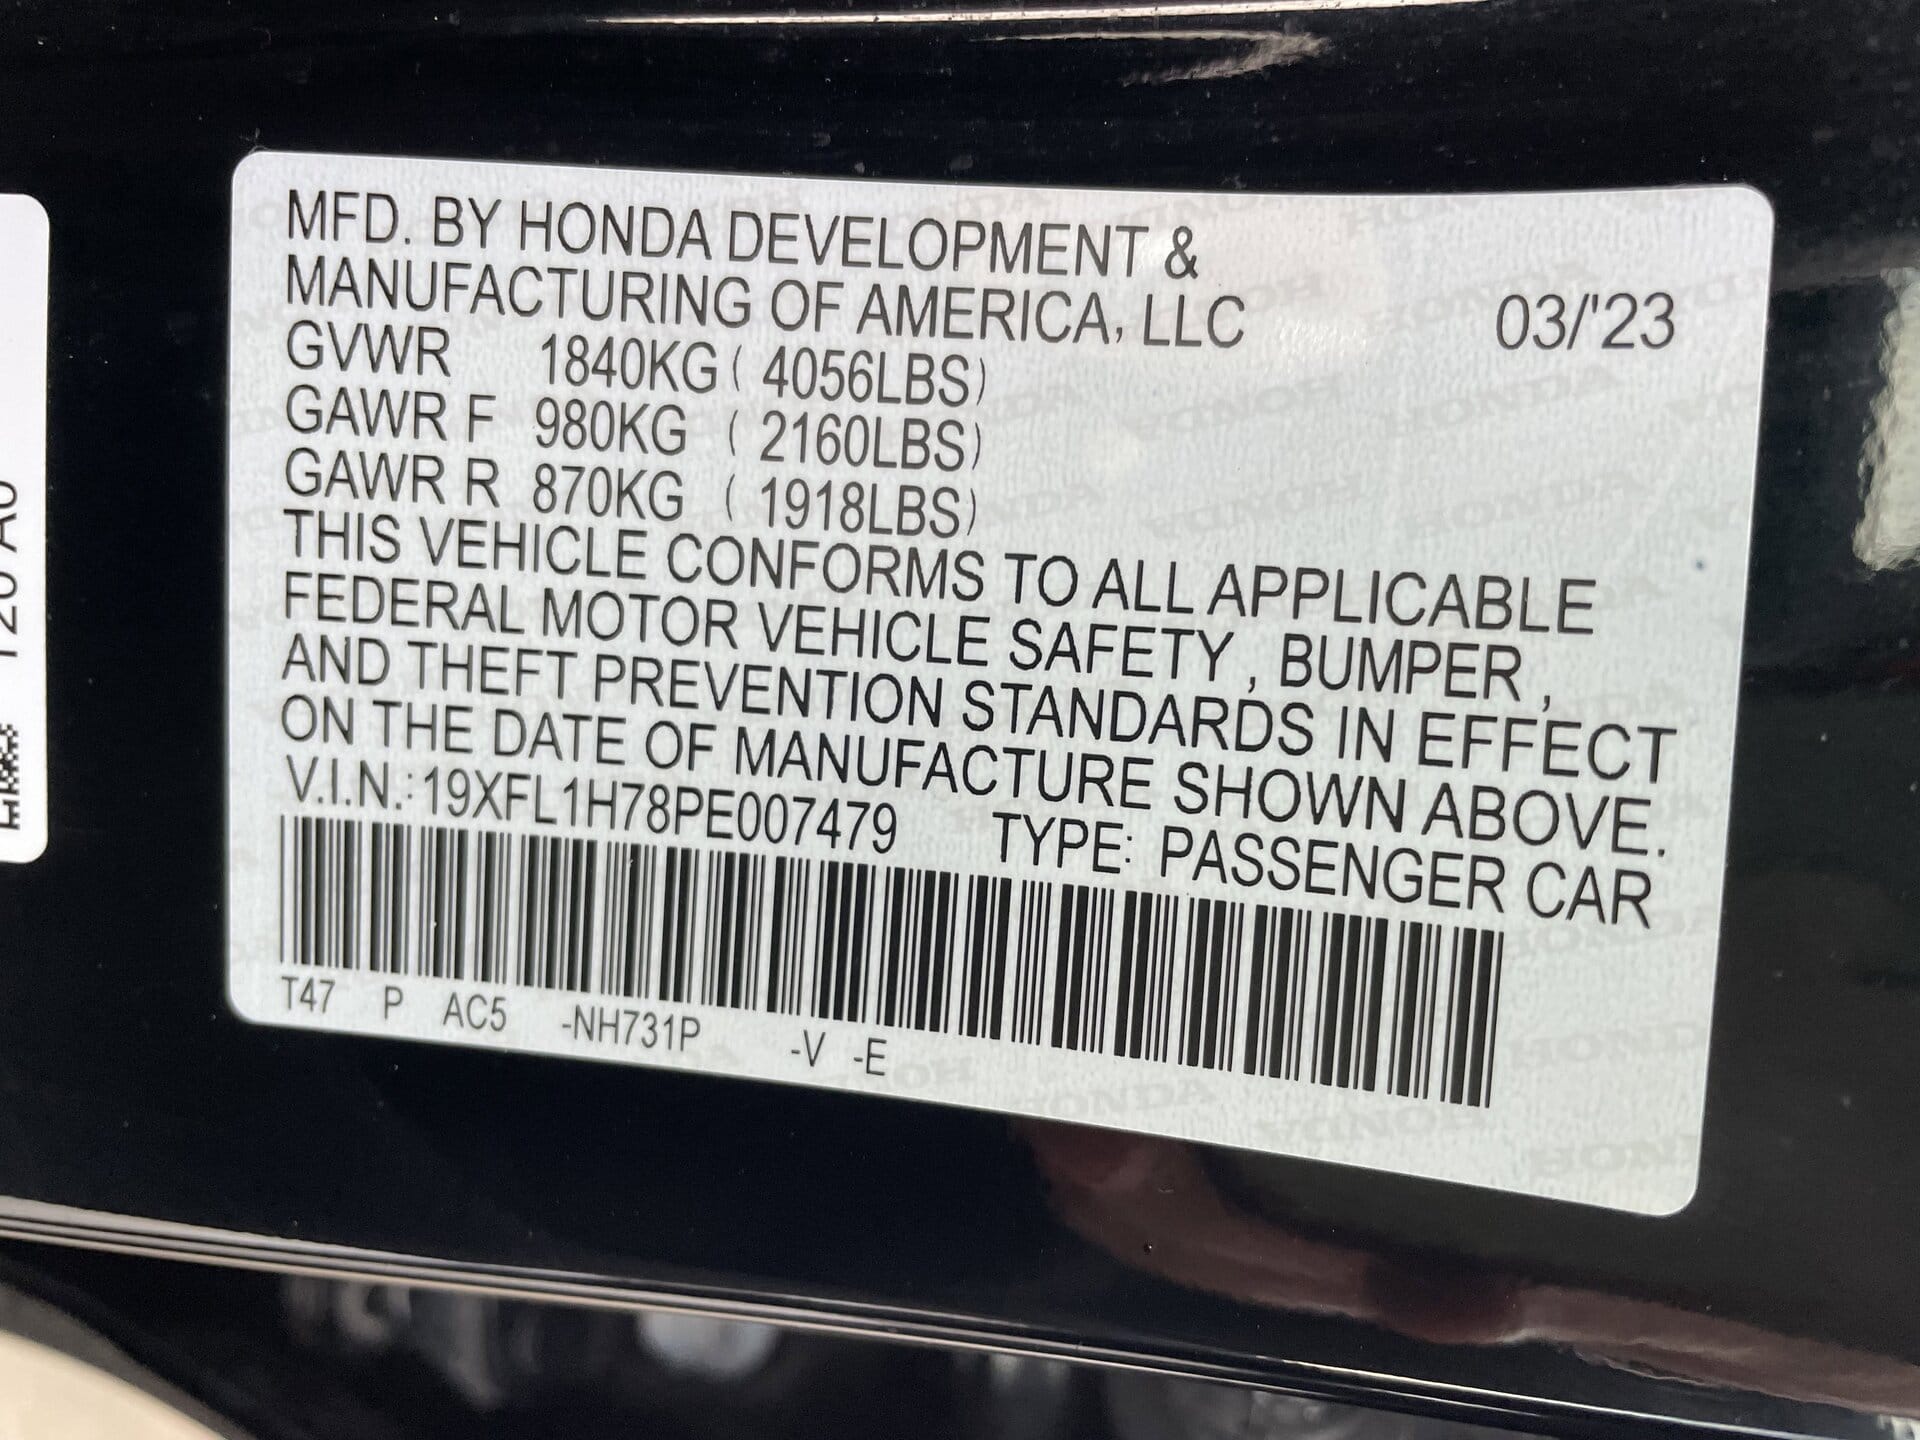 MFD. BY HONDA DEVELOPMENT &
MANUFACTURING OF AMERICA, LLC 03/'23
GVWR 1840KG ( 4056LBS)
GAWR F 980KG ( 2160LBS)
GAWR R 870KG ( 1918LBS)
THIS VEHICLE CONFORMS TO ALL APPLICABLE
FEDERAL MOTOR VEHICLE SAFETY , BUMPER ,
AND THEFT PREVENTION STANDARDS IN EFFECT
ON THE DATE OF MANUFACTURE SHOWN ABOVE.
V.I.N.: 19XFL1H78PE007479 TYPE: PASSENGER CAR
T47 P AC5 -NH731P -V -E